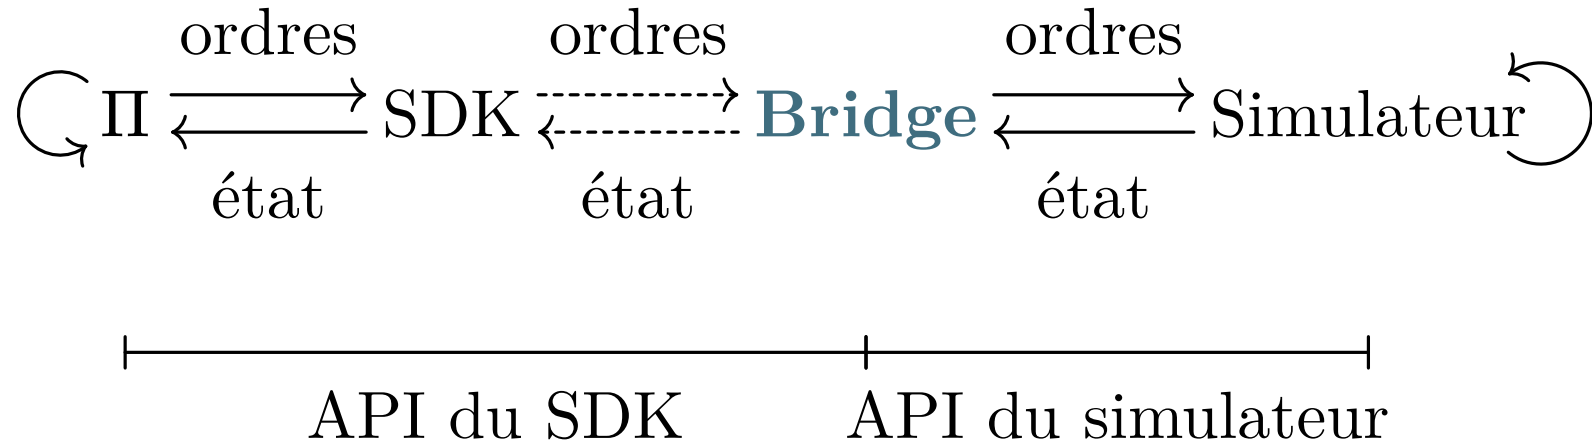 ordres ordres ordres
Π SDK Bridge Simulateur
état état état
API du SDK API du simulateur